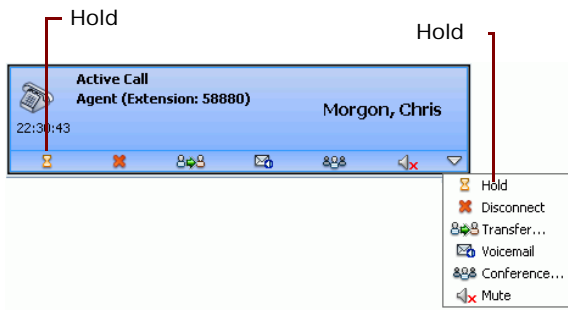 Hold
Hold
Active Call
Agent (Extension: 58880)
Morgon, Chris
22:30:43
Hold
Disconnect
Transfer...
Voicemail
Conference...
Mute